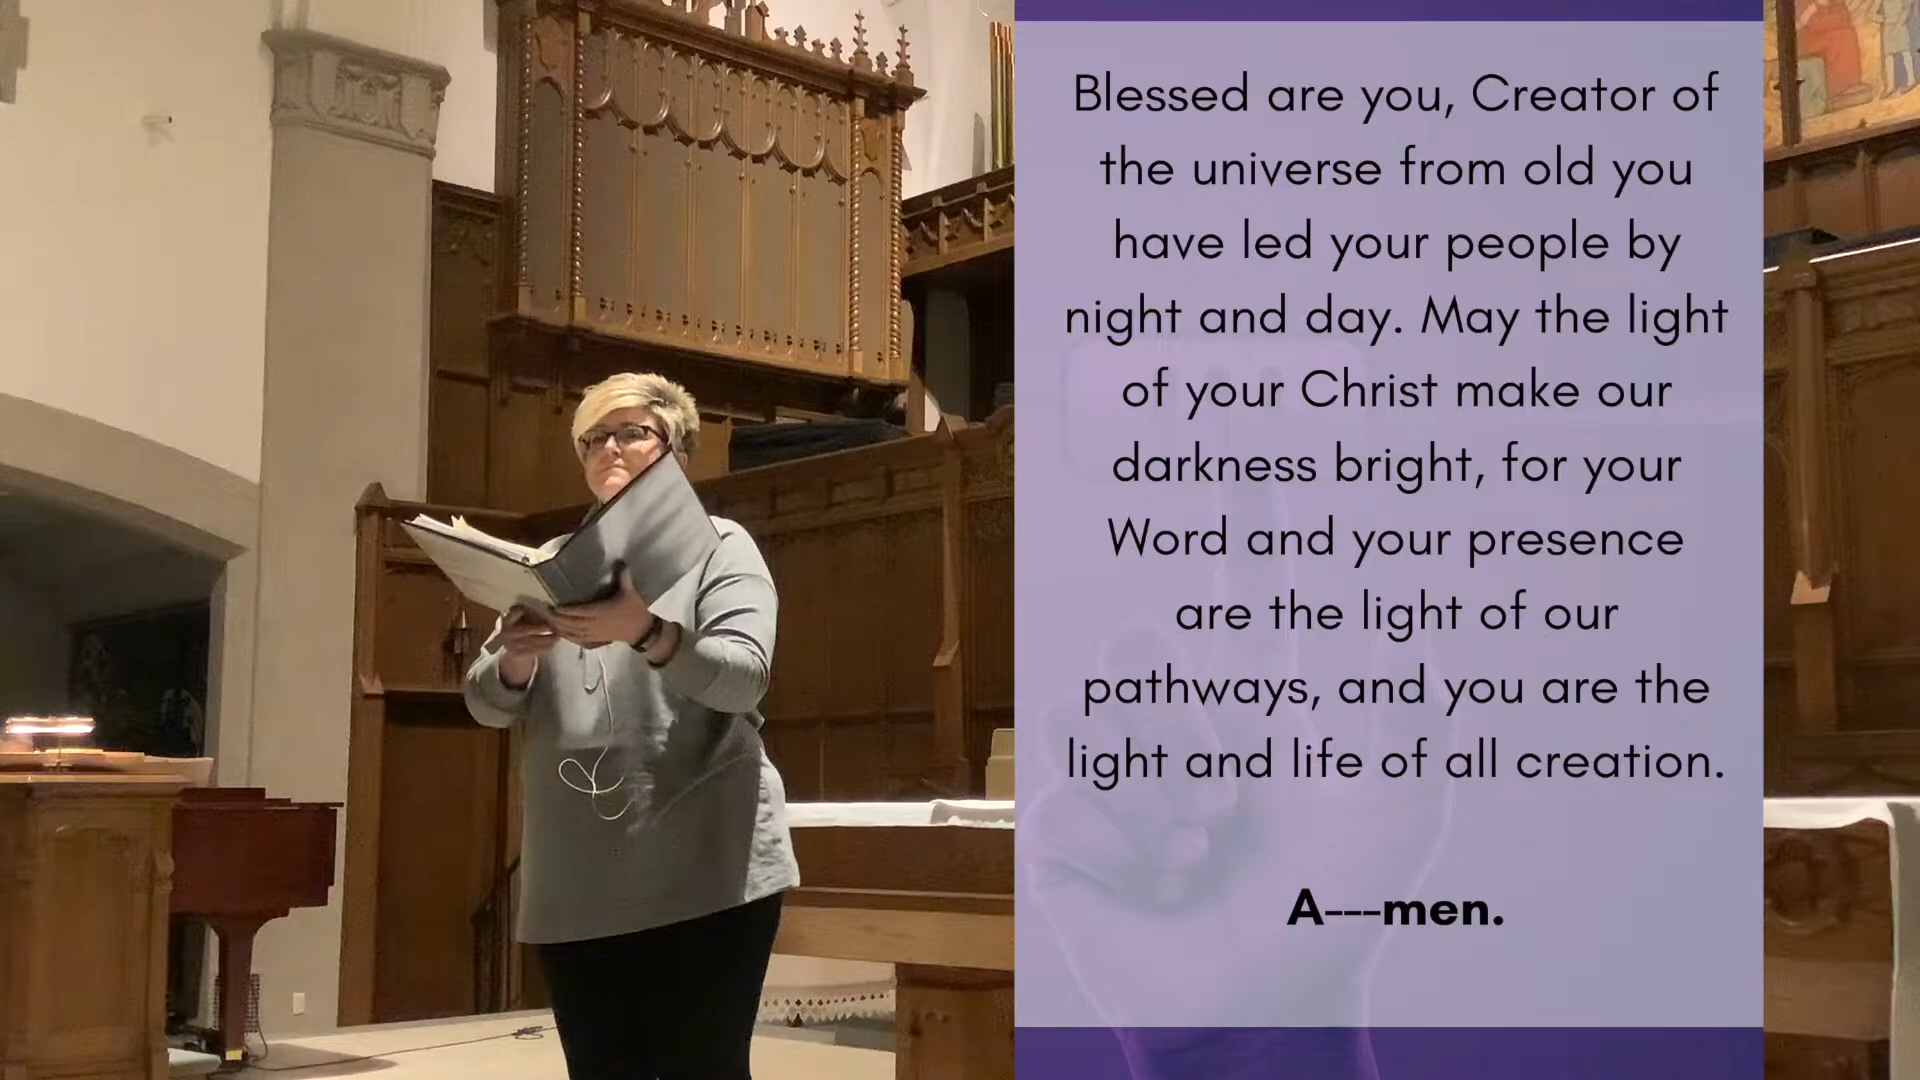 Blessed are you, Creator of
the universe from old you
have led your people by
night and day. May the light
of your Christ make our
darkness bright, for your
Word and your presence
are the light of our
pathways, and you are the
light and life of all creation.
A---men.